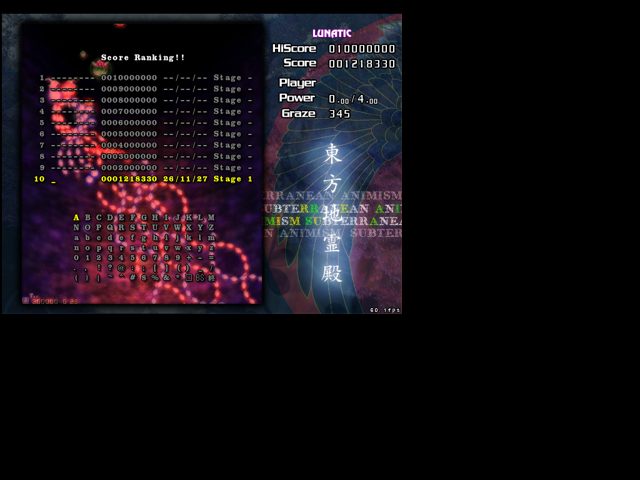 Score Ranking!!
1 -------- 0010000000 --/--/-- Stage -
2 -------- 0009000000 --/--/-- Stage -
3 -------- 0008000000 --/--/-- Stage -
4 -------- 0007000000 --/--/-- Stage -
5 -------- 0006000000 --/--/-- Stage -
6 -------- 0005000000 --/--/-- Stage -
7 -------- 0004000000 --/--/-- Stage -
8 -------- 0003000000 --/--/-- Stage -
9 -------- 0002000000 --/--/-- Stage -
10 _ 0001218330 26/11/27 Stage 1
A B C D E F G H I J K L M
N O P Q R S T U V W X Y Z
a b c d e f g h i j k l m
n o p q r s t u v w x y z
0 1 2 3 4 5 6 7 8 9 + - =
LUNATIC
HiScore 010000000
Score 001218330
Player
Power 0.00/4.00
Graze 345
東方地霊殿
SUBTERRANEAN ANIMISM
60.1fps